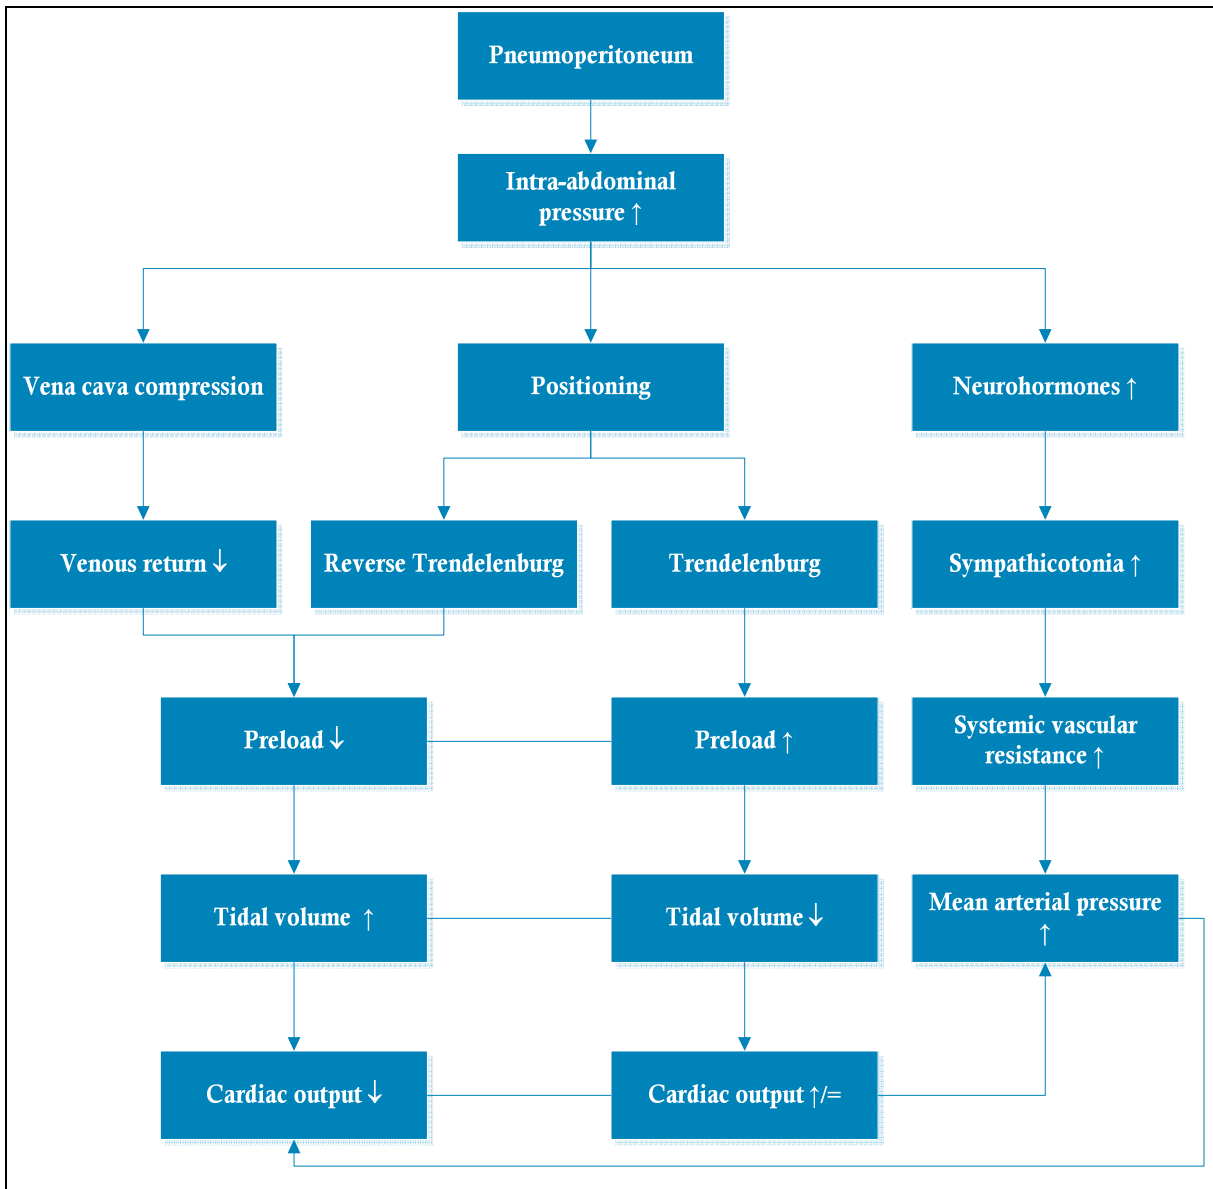 Pneumoperitoneum
Intra-abdominal
pressure ↑
Vena cava compression
Positioning
Neurohormones ↑
Venous return ↓
Reverse Trendelenburg
Trendelenburg
Sympathicotonia ↑
Preload ↓
Preload ↑
Systemic vascular
resistance ↑
Tidal volume ↑
Tidal volume ↓
Mean arterial pressure
↑
Cardiac output ↓
Cardiac output ↑/=